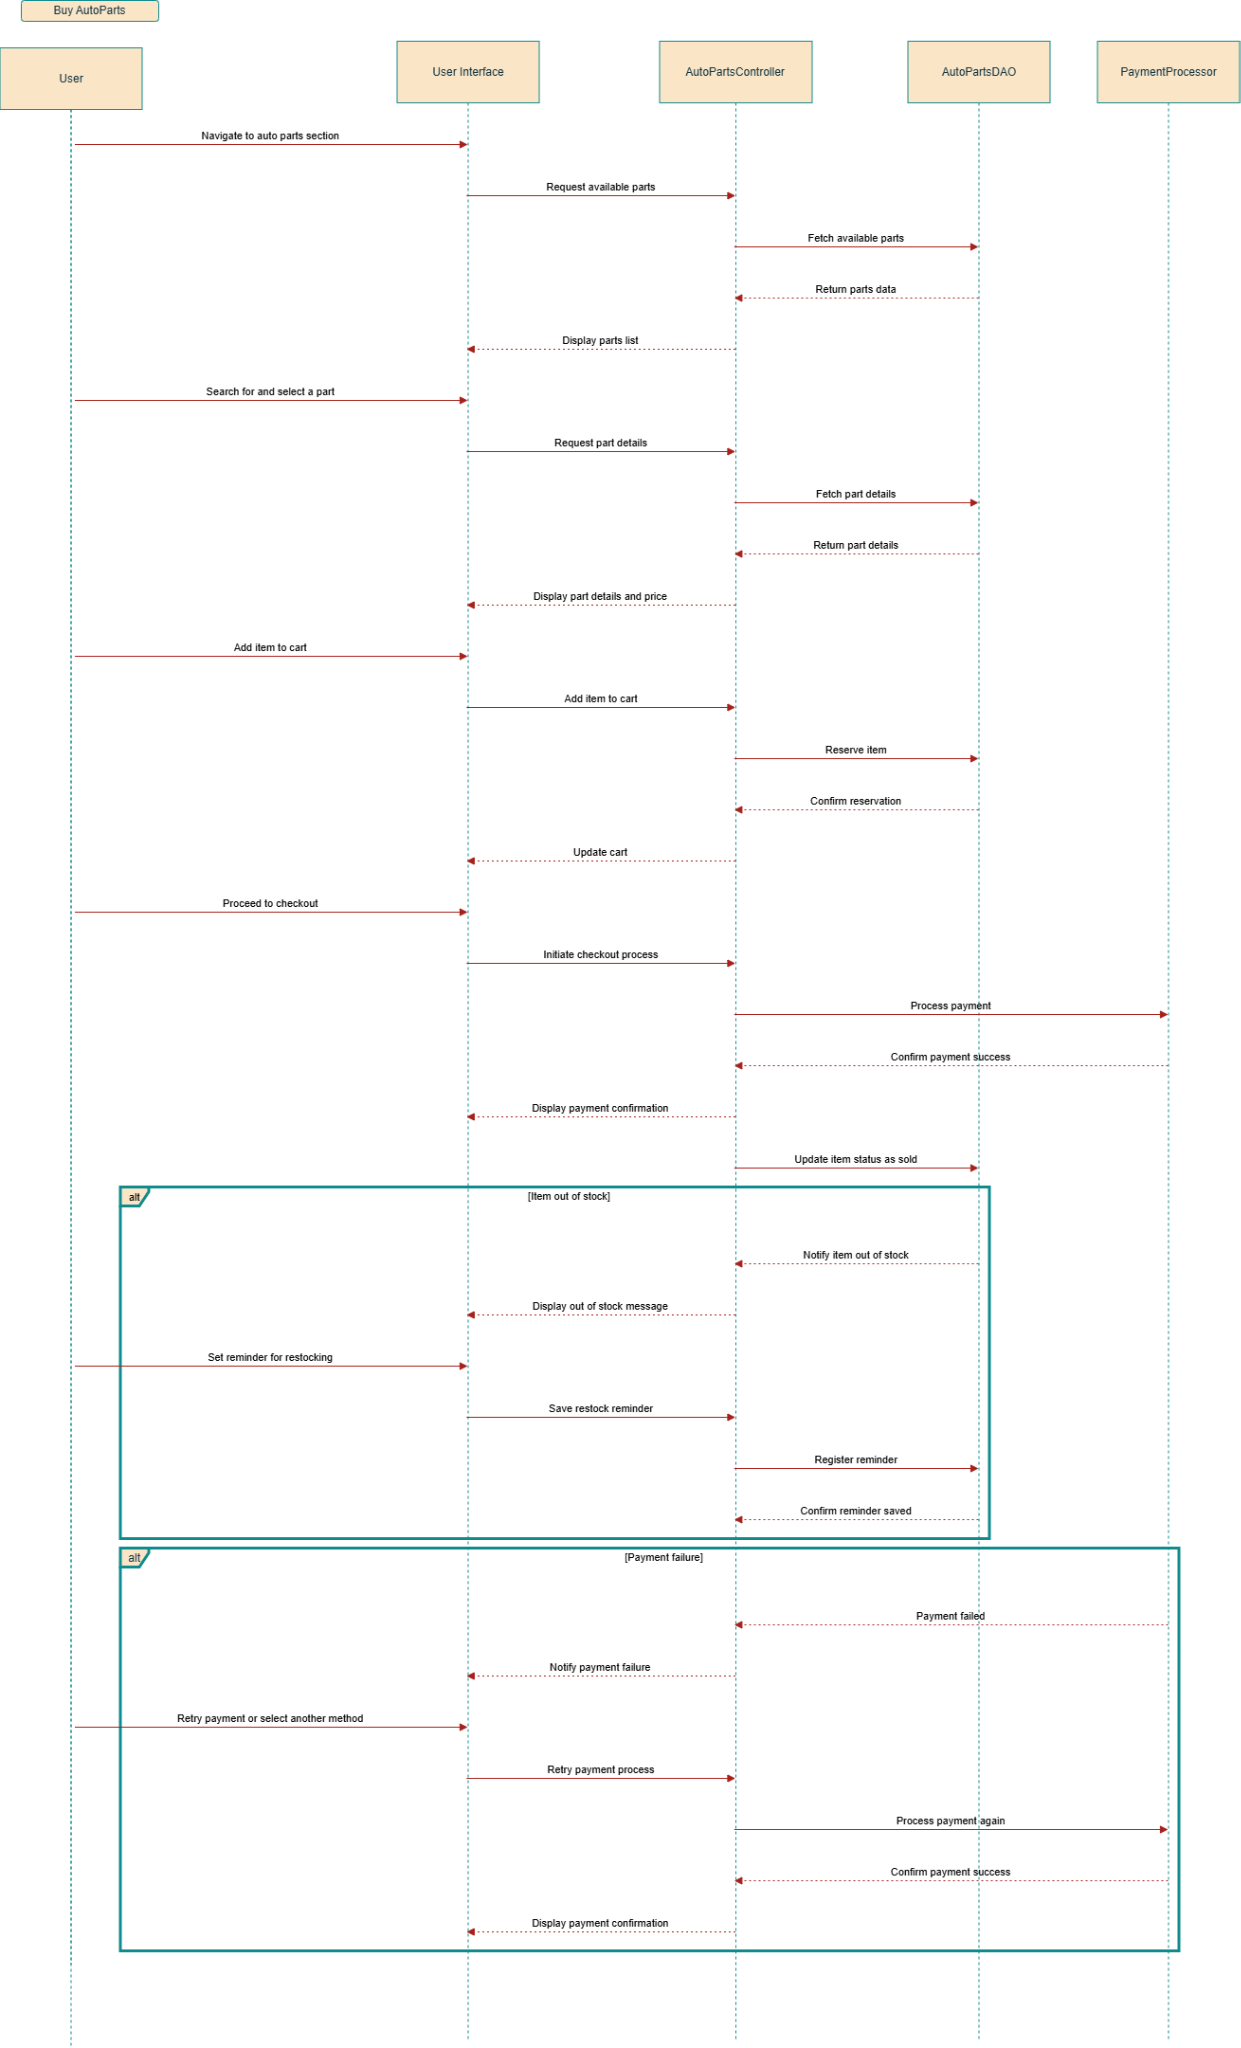 Buy AutoParts
User
User Interface
AutoPartsController
AutoPartsDAO
PaymentProcessor
Navigate to auto parts section
Request available parts
Fetch available parts
Return parts data
Display parts list
Search for and select a part
Request part details
Fetch part details
Return part details
Display part details and price
Add item to cart
Add item to cart
Reserve item
Confirm reservation
Update cart
Proceed to checkout
Initiate checkout process
Process payment
Confirm payment success
Display payment confirmation
Update item status as sold
alt
[Item out of stock]
Notify item out of stock
Display out of stock message
Set reminder for restocking
Save restock reminder
Register reminder
Confirm reminder saved
alt
[Payment failure]
Payment failed
Notify payment failure
Retry payment or select another method
Retry payment process
Process payment again
Confirm payment success
Display payment confirmation